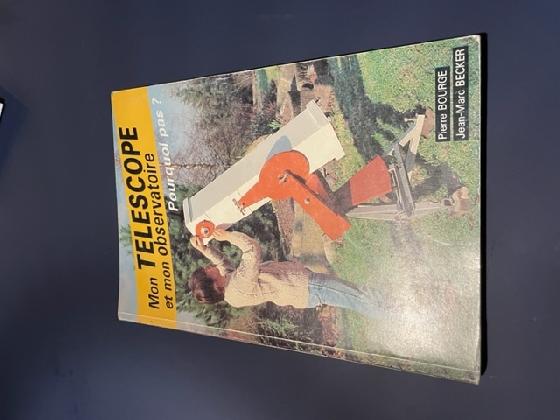 Mon TELESCOPE
et mon observatoire
Pourquoi pas ?
Pierre BOURGE
Jean-Marc BECKER